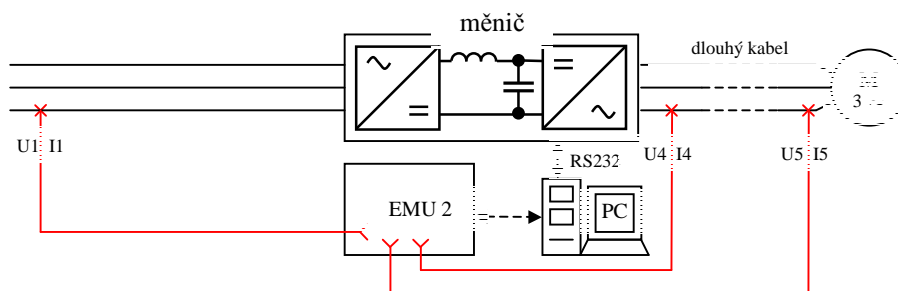 měnič
dlouhý kabel
M
3 ~
U1 I1
RS232
U4 I4
U5 I5
EMU 2
PC